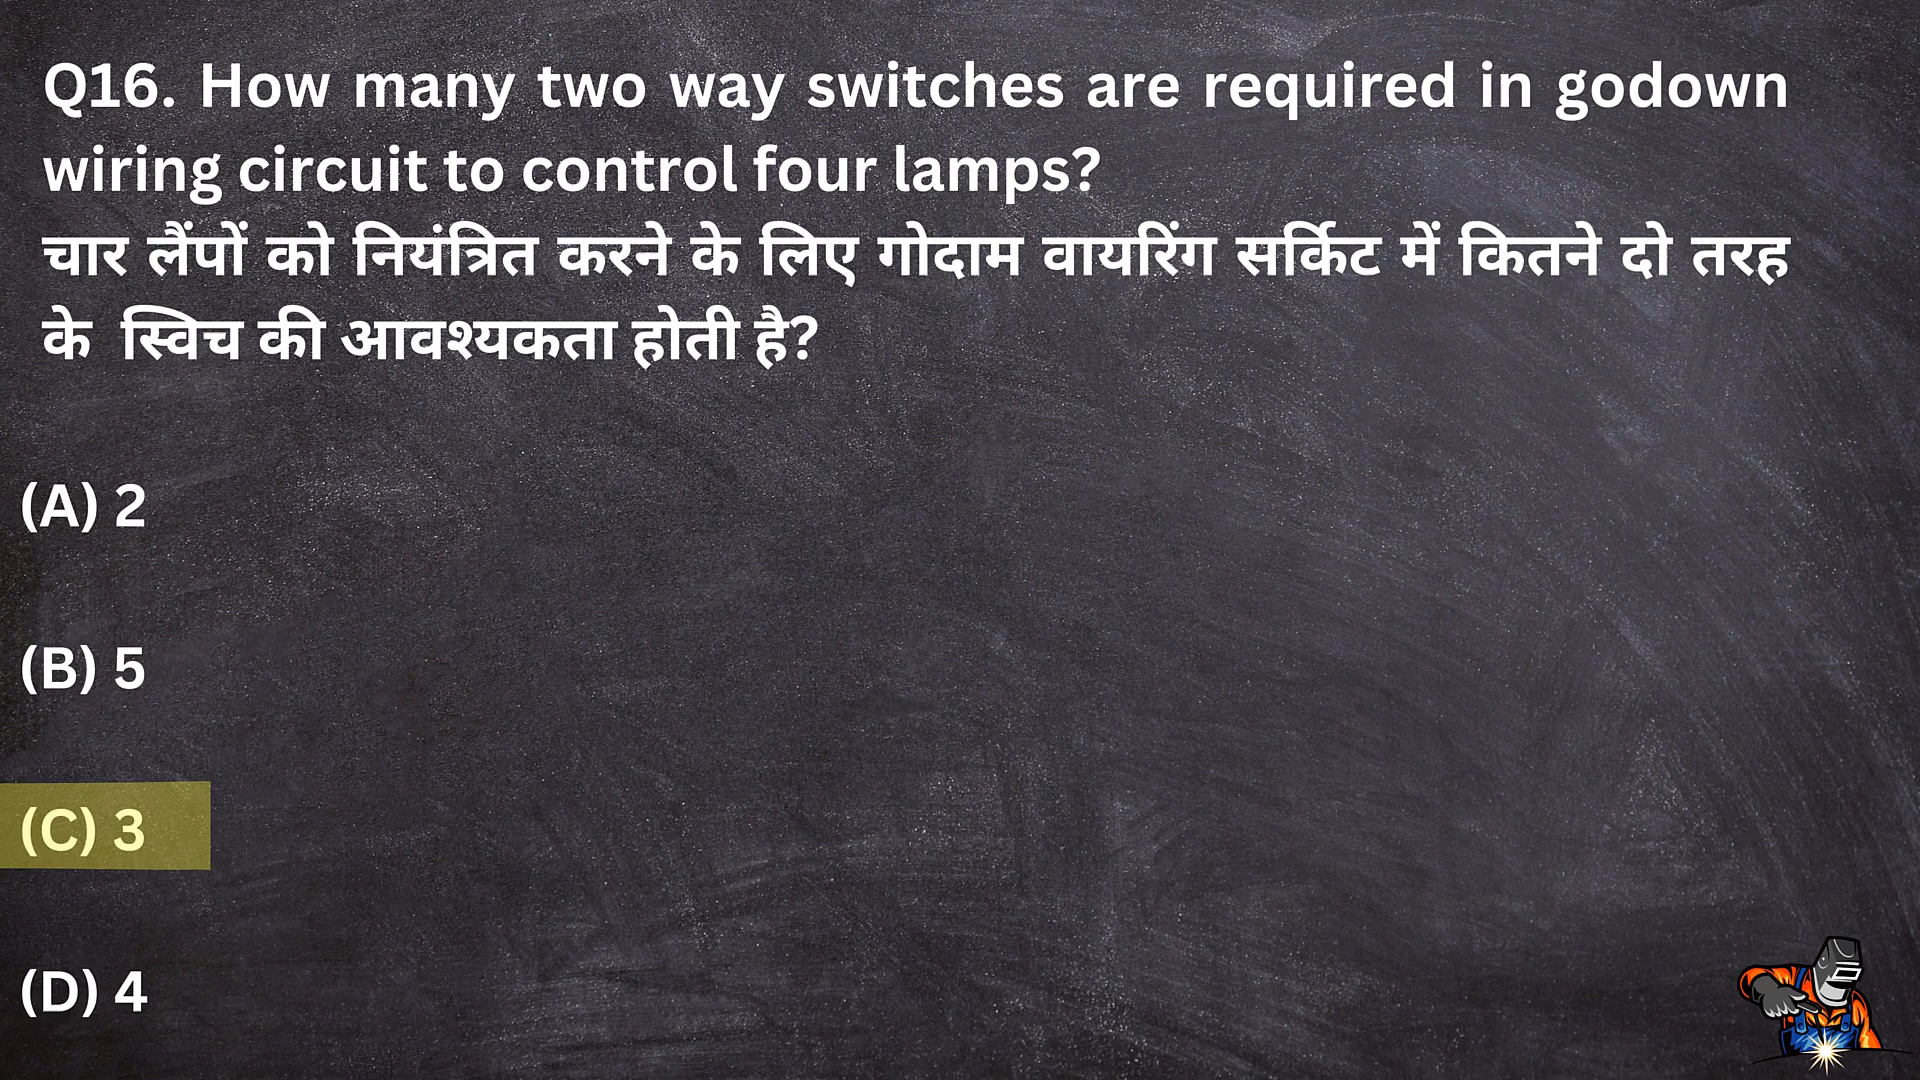 Q16. How many two way switches are required in godown
wiring circuit to control four lamps?
चार लैंपों को नियंत्रित करने के लिए गोदाम वायरिंग सर्किट में कितने दो तरह
के स्विच की आवश्यकता होती है?
(A) 2
(B) 5
(C) 3
(D) 4